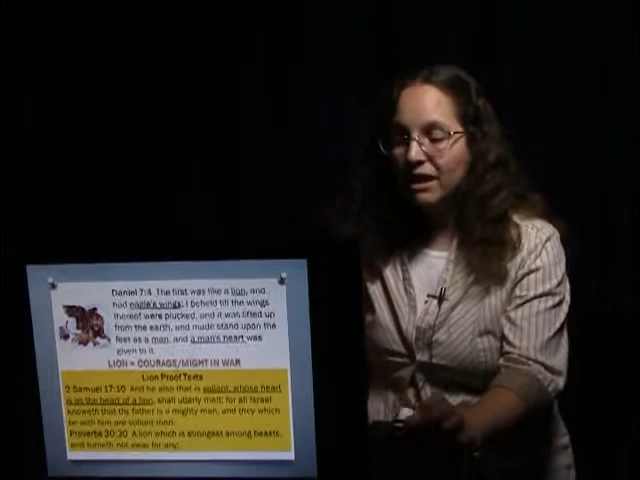 Daniel 7:4 The first was like a lion, and
had eagle's wings: I beheld till the wings
thereof were plucked, and it was lifted up
from the earth, and made stand upon the
feet as a man, and a man's heart was
given to it.
LION = COURAGE/MIGHT IN WAR
Lion Proof Texts
2 Samuel 17:10 And he also that is valiant, whose heart
is as the heart of a lion, shall utterly melt: for all Israel
knoweth that thy father is a mighty man, and they which
be with him are valiant men.
Proverbs 30:30 A lion which is strongest among beasts,
and turneth not away for any;